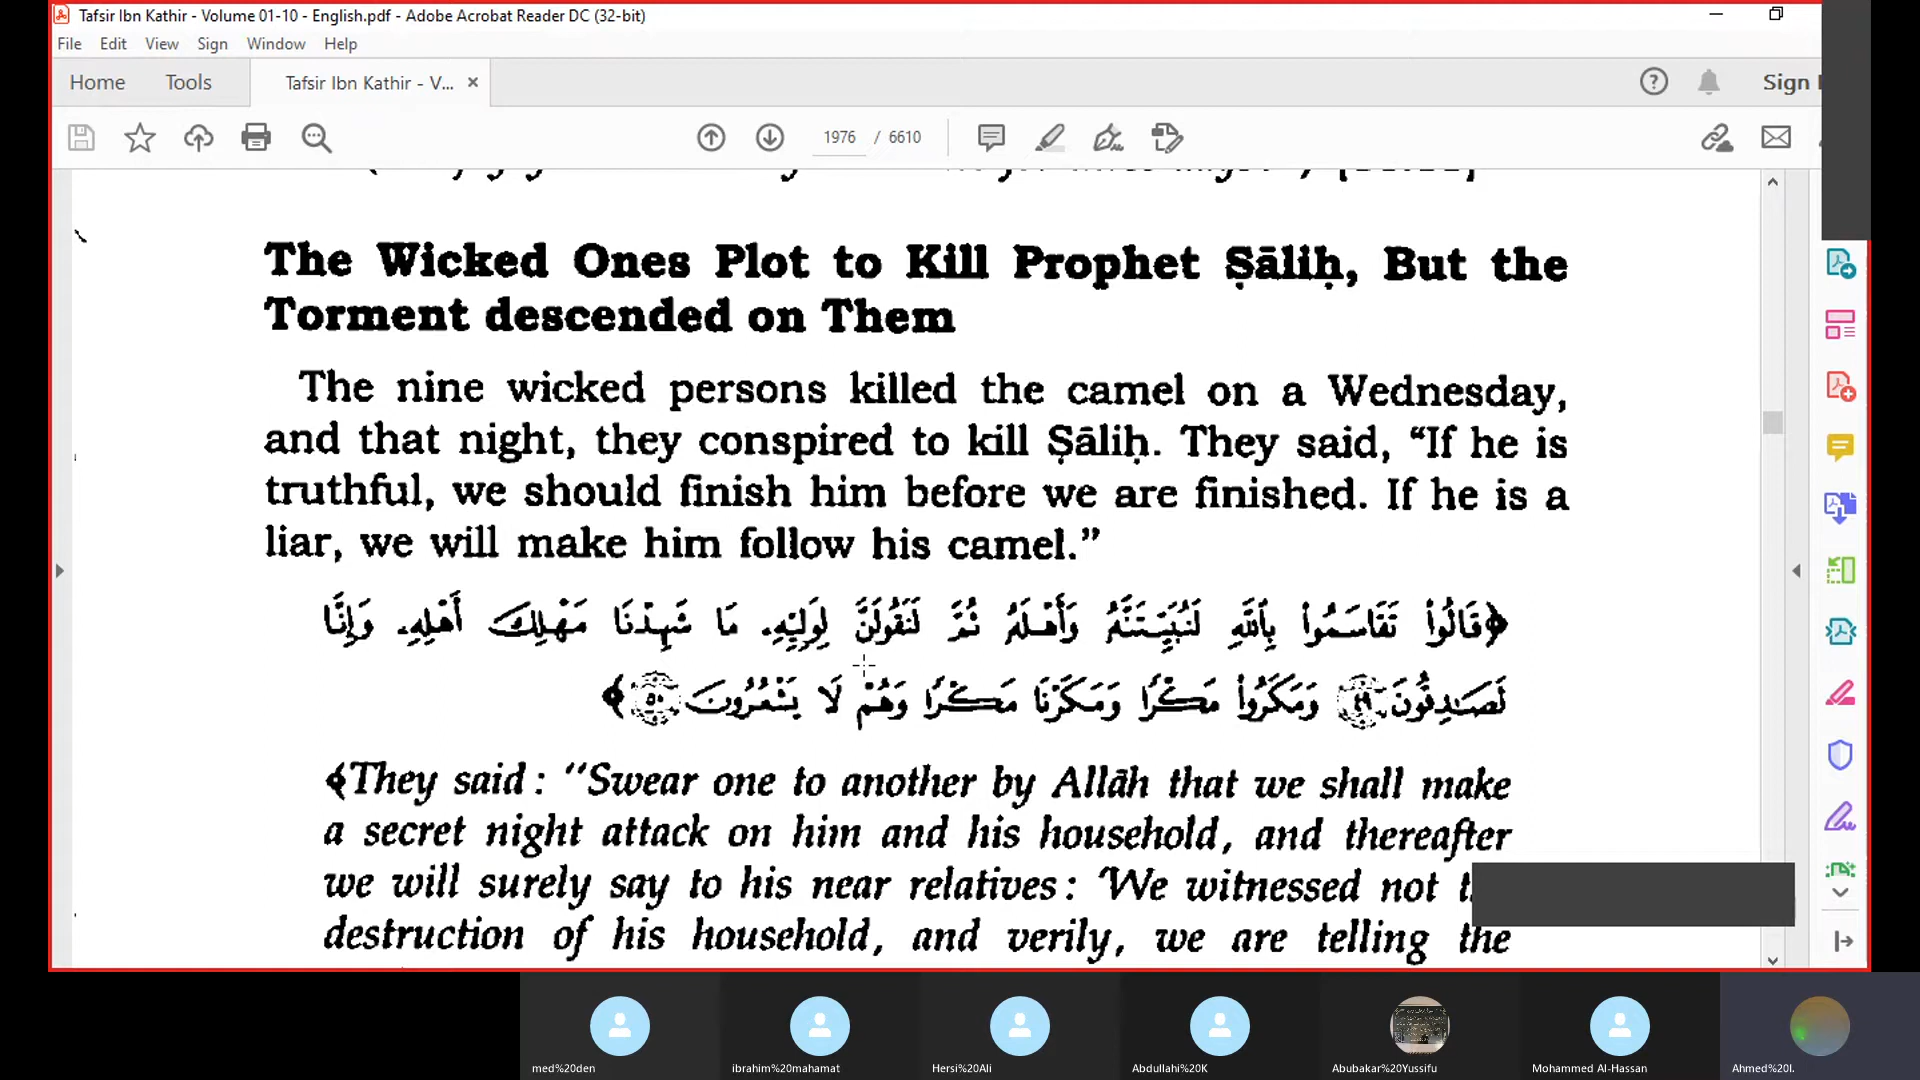 Tafsir Ibn Kathir - Volume 01-10 - English.pdf - Adobe Acrobat Reader DC (32-bit)
File Edit View Sign Window Help
Home Tools Tafsir Ibn Kathir - V... × Sign
1976 / 6610
The Wicked Ones Plot to Kill Prophet Ṣāliḥ, But the
Torment descended on Them
The nine wicked persons killed the camel on a Wednesday,
and that night, they conspired to kill Ṣāliḥ. They said, “If he is
truthful, we should finish him before we are finished. If he is a
liar, we will make him follow his camel.”
﴿قَالُوا۟ تَقَاسَمُوا۟ بِٱللَّهِ لَنُبَيِّتَنَّهُۥ وَأَهْلَهُۥ ثُمَّ لَنَقُولَنَّ لِوَلِيِّهِۦ مَا شَهِدْنَا مَهْلِكَ أَهْلِهِۦ وَإِنَّا
لَصَـٰدِقُونَ ٤٩ وَمَكَرُوا۟ مَكْرًا وَمَكَرْنَا مَكْرًا وَهُمْ لَا يَشْعُرُونَ ٥٠﴾
﴾They said: “Swear one to another by Allāh that we shall make
a secret night attack on him and his household, and thereafter
we will surely say to his near relatives: ‘We witnessed not
destruction of his household, and verily, we are telling the
med%20den ibrahim%20mahamat Hersi%20Ali Abdullahi%20K Abubakar%20Yussifu Mohammed Al-Hassan Ahmed%20I.